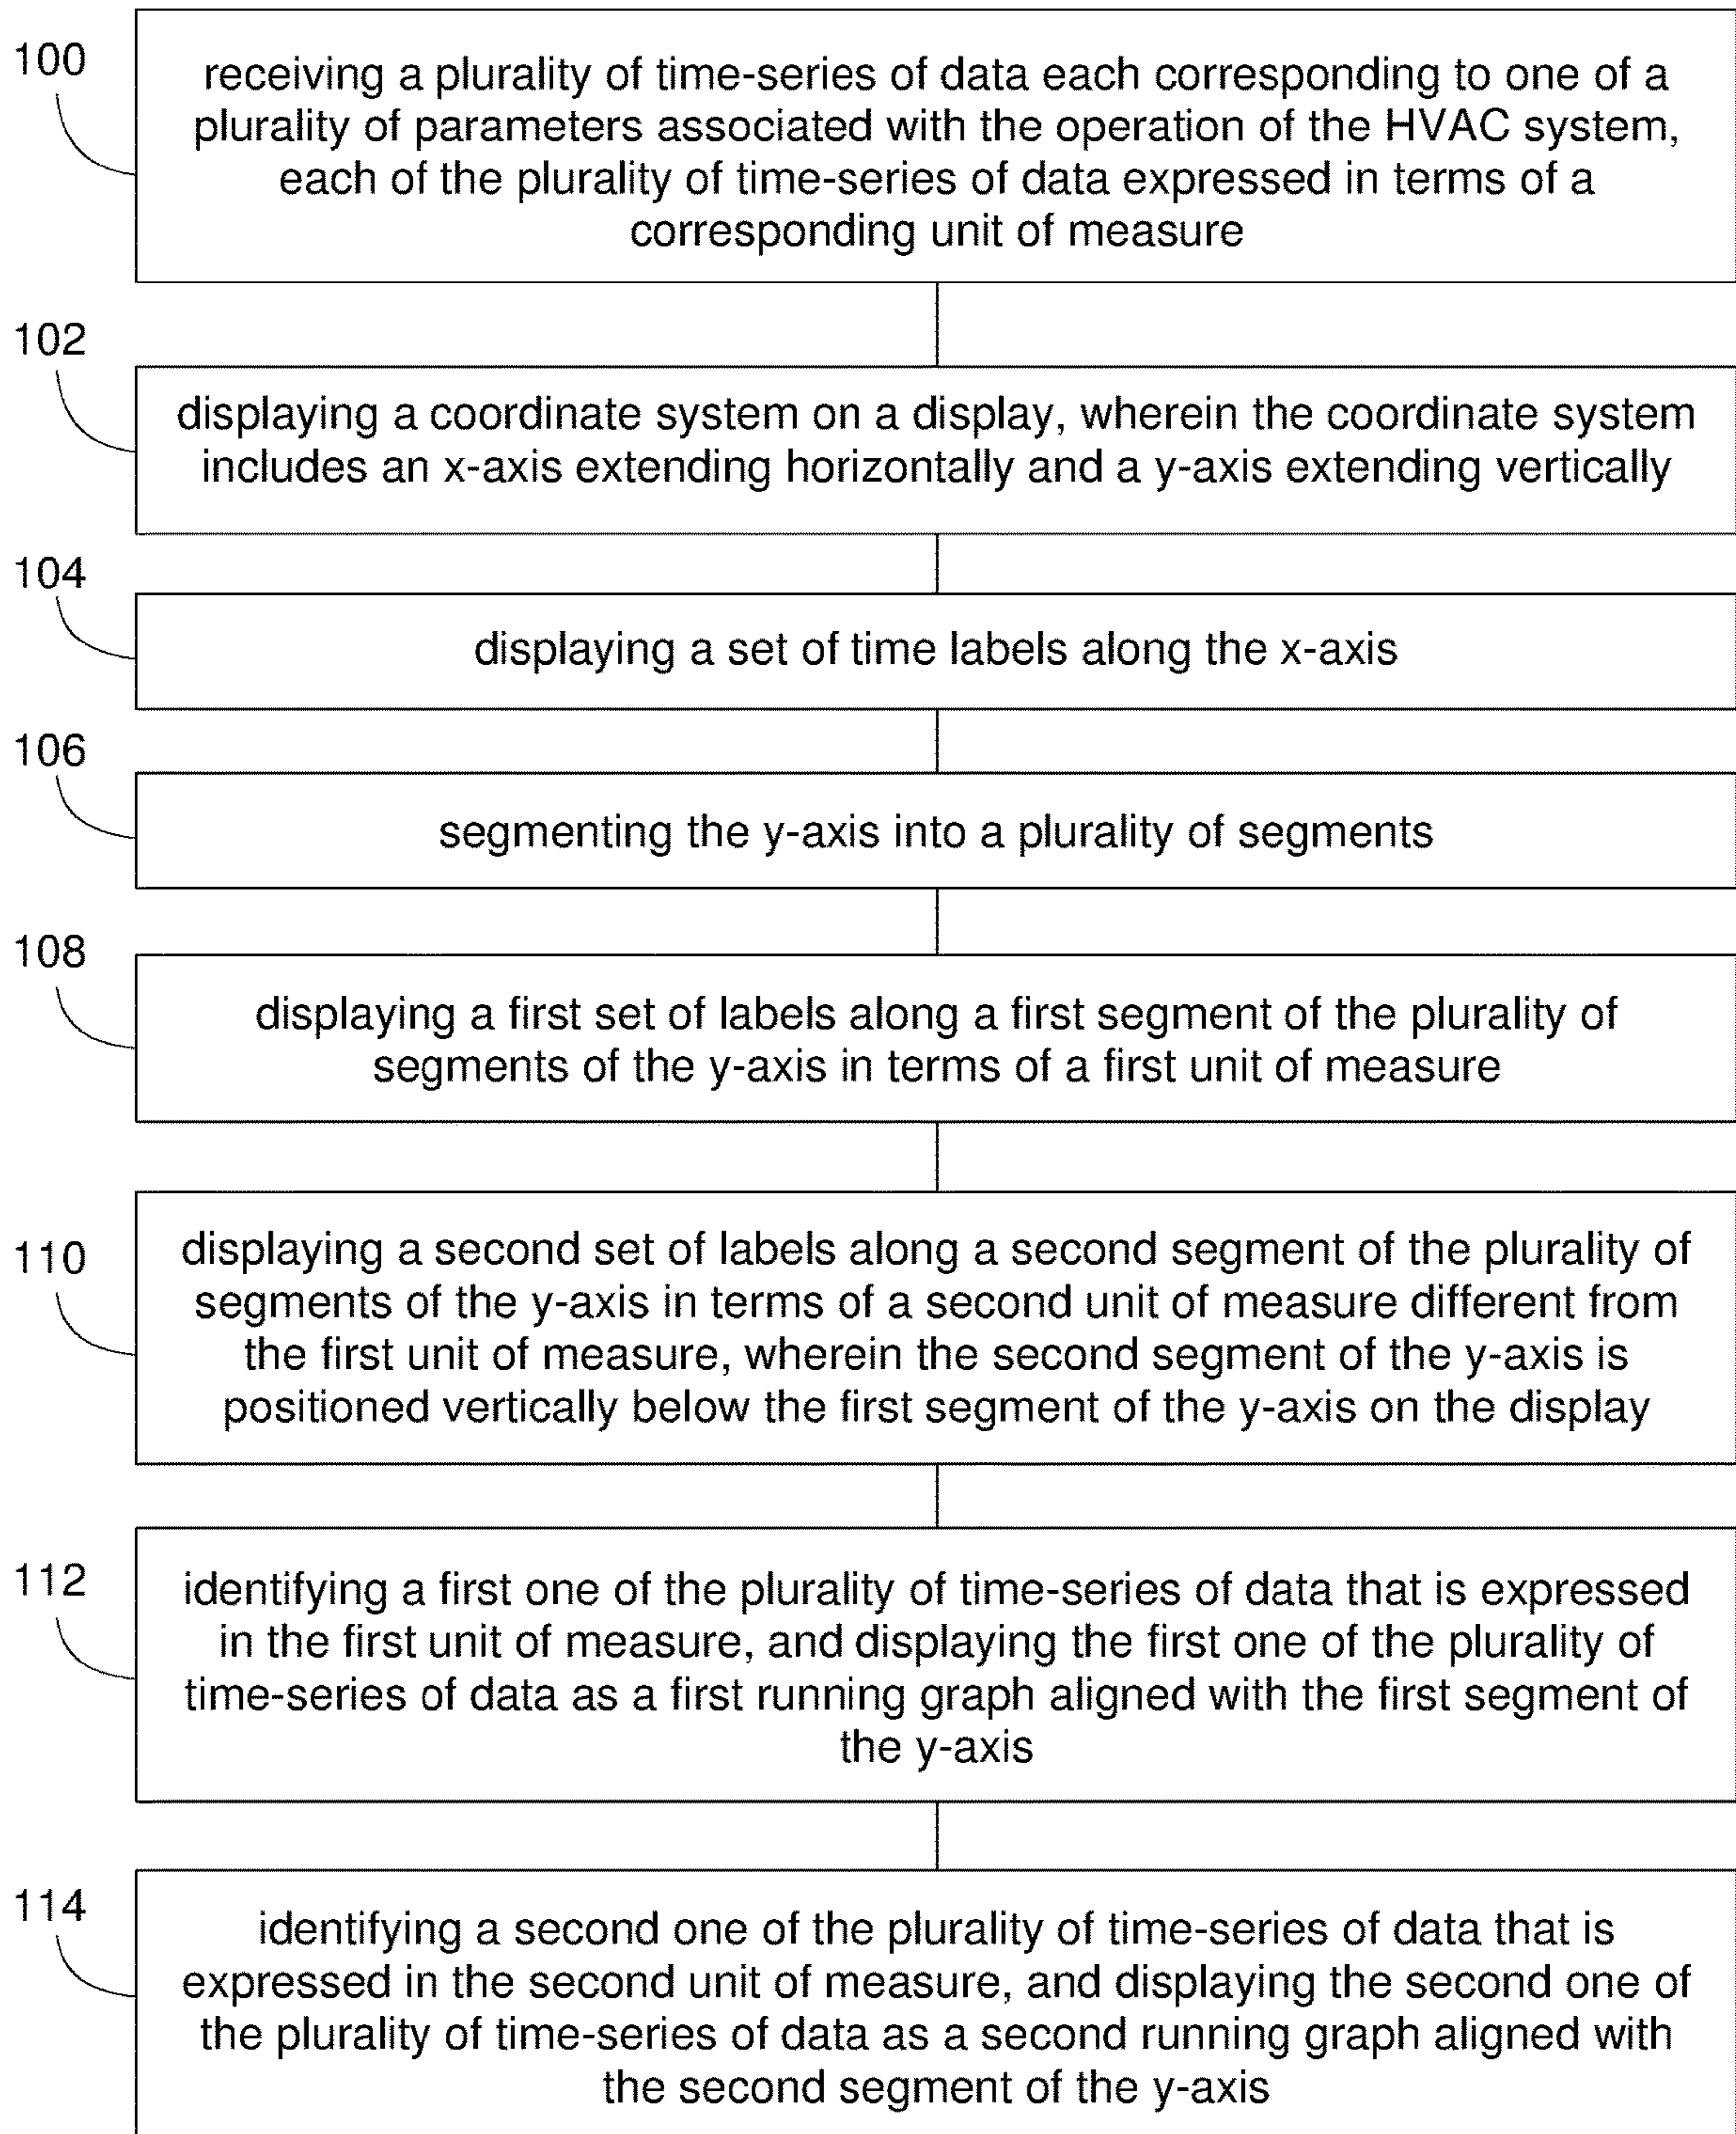 100
receiving a plurality of time-series of data each corresponding to one of a
plurality of parameters associated with the operation of the HVAC system,
each of the plurality of time-series of data expressed in terms of a
corresponding unit of measure
102
displaying a coordinate system on a display, wherein the coordinate system
includes an x-axis extending horizontally and a y-axis extending vertically
104
displaying a set of time labels along the x-axis
106
segmenting the y-axis into a plurality of segments
108
displaying a first set of labels along a first segment of the plurality of
segments of the y-axis in terms of a first unit of measure
110
displaying a second set of labels along a second segment of the plurality of
segments of the y-axis in terms of a second unit of measure different from
the first unit of measure, wherein the second segment of the y-axis is
positioned vertically below the first segment of the y-axis on the display
112
identifying a first one of the plurality of time-series of data that is expressed
in the first unit of measure, and displaying the first one of the plurality of
time-series of data as a first running graph aligned with the first segment of
the y-axis
114
identifying a second one of the plurality of time-series of data that is
expressed in the second unit of measure, and displaying the second one of
the plurality of time-series of data as a second running graph aligned with
the second segment of the y-axis